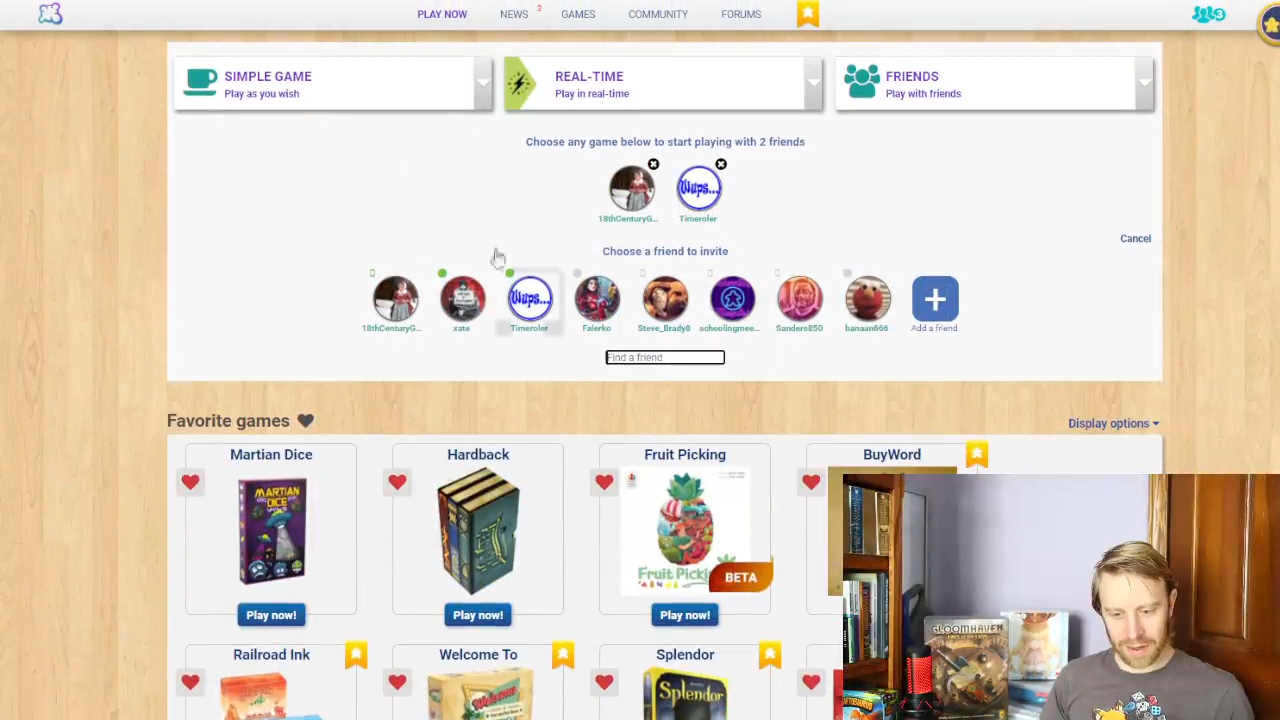 PLAY NOW
NEWS 3
GAMES
COMMUNITY
FORUMS
3
SIMPLE GAME
Play as you wish
REAL-TIME
Play in real-time
FRIENDS
Play with friends
Choose any game below to start playing with 2 friends
Wups...
18thCenturyG...
Timeroler
Cancel
Choose a friend to invite
Wups...
18thCenturyG...
xate
Timeroler
Falerko
Steve_Brady8
schoolingmee...
Sanders850
banaan666
Add a friend
Find a friend
Favorite games
Display options
Martian Dice
Hardback
Fruit Picking
BuyWord
MARTIAN
DICE
Fruit Picki
BETA
Play now!
Play now!
Play now!
Railroad Ink
Welcome To
Splendor
Welcome
Splendor
GLOOMHAVEN